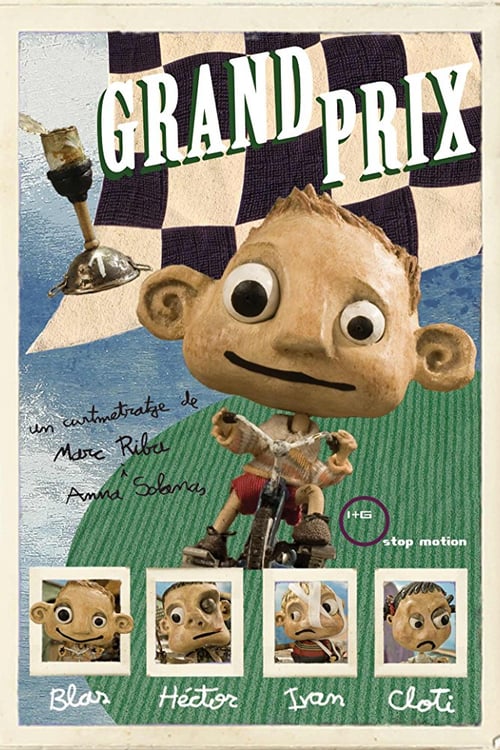 GRAND
PRIX
un curtmetratge de
Marc Riba
i
Anna Solanas
I+G
stop motion
Blas
Héctor
Ivan
Cloti